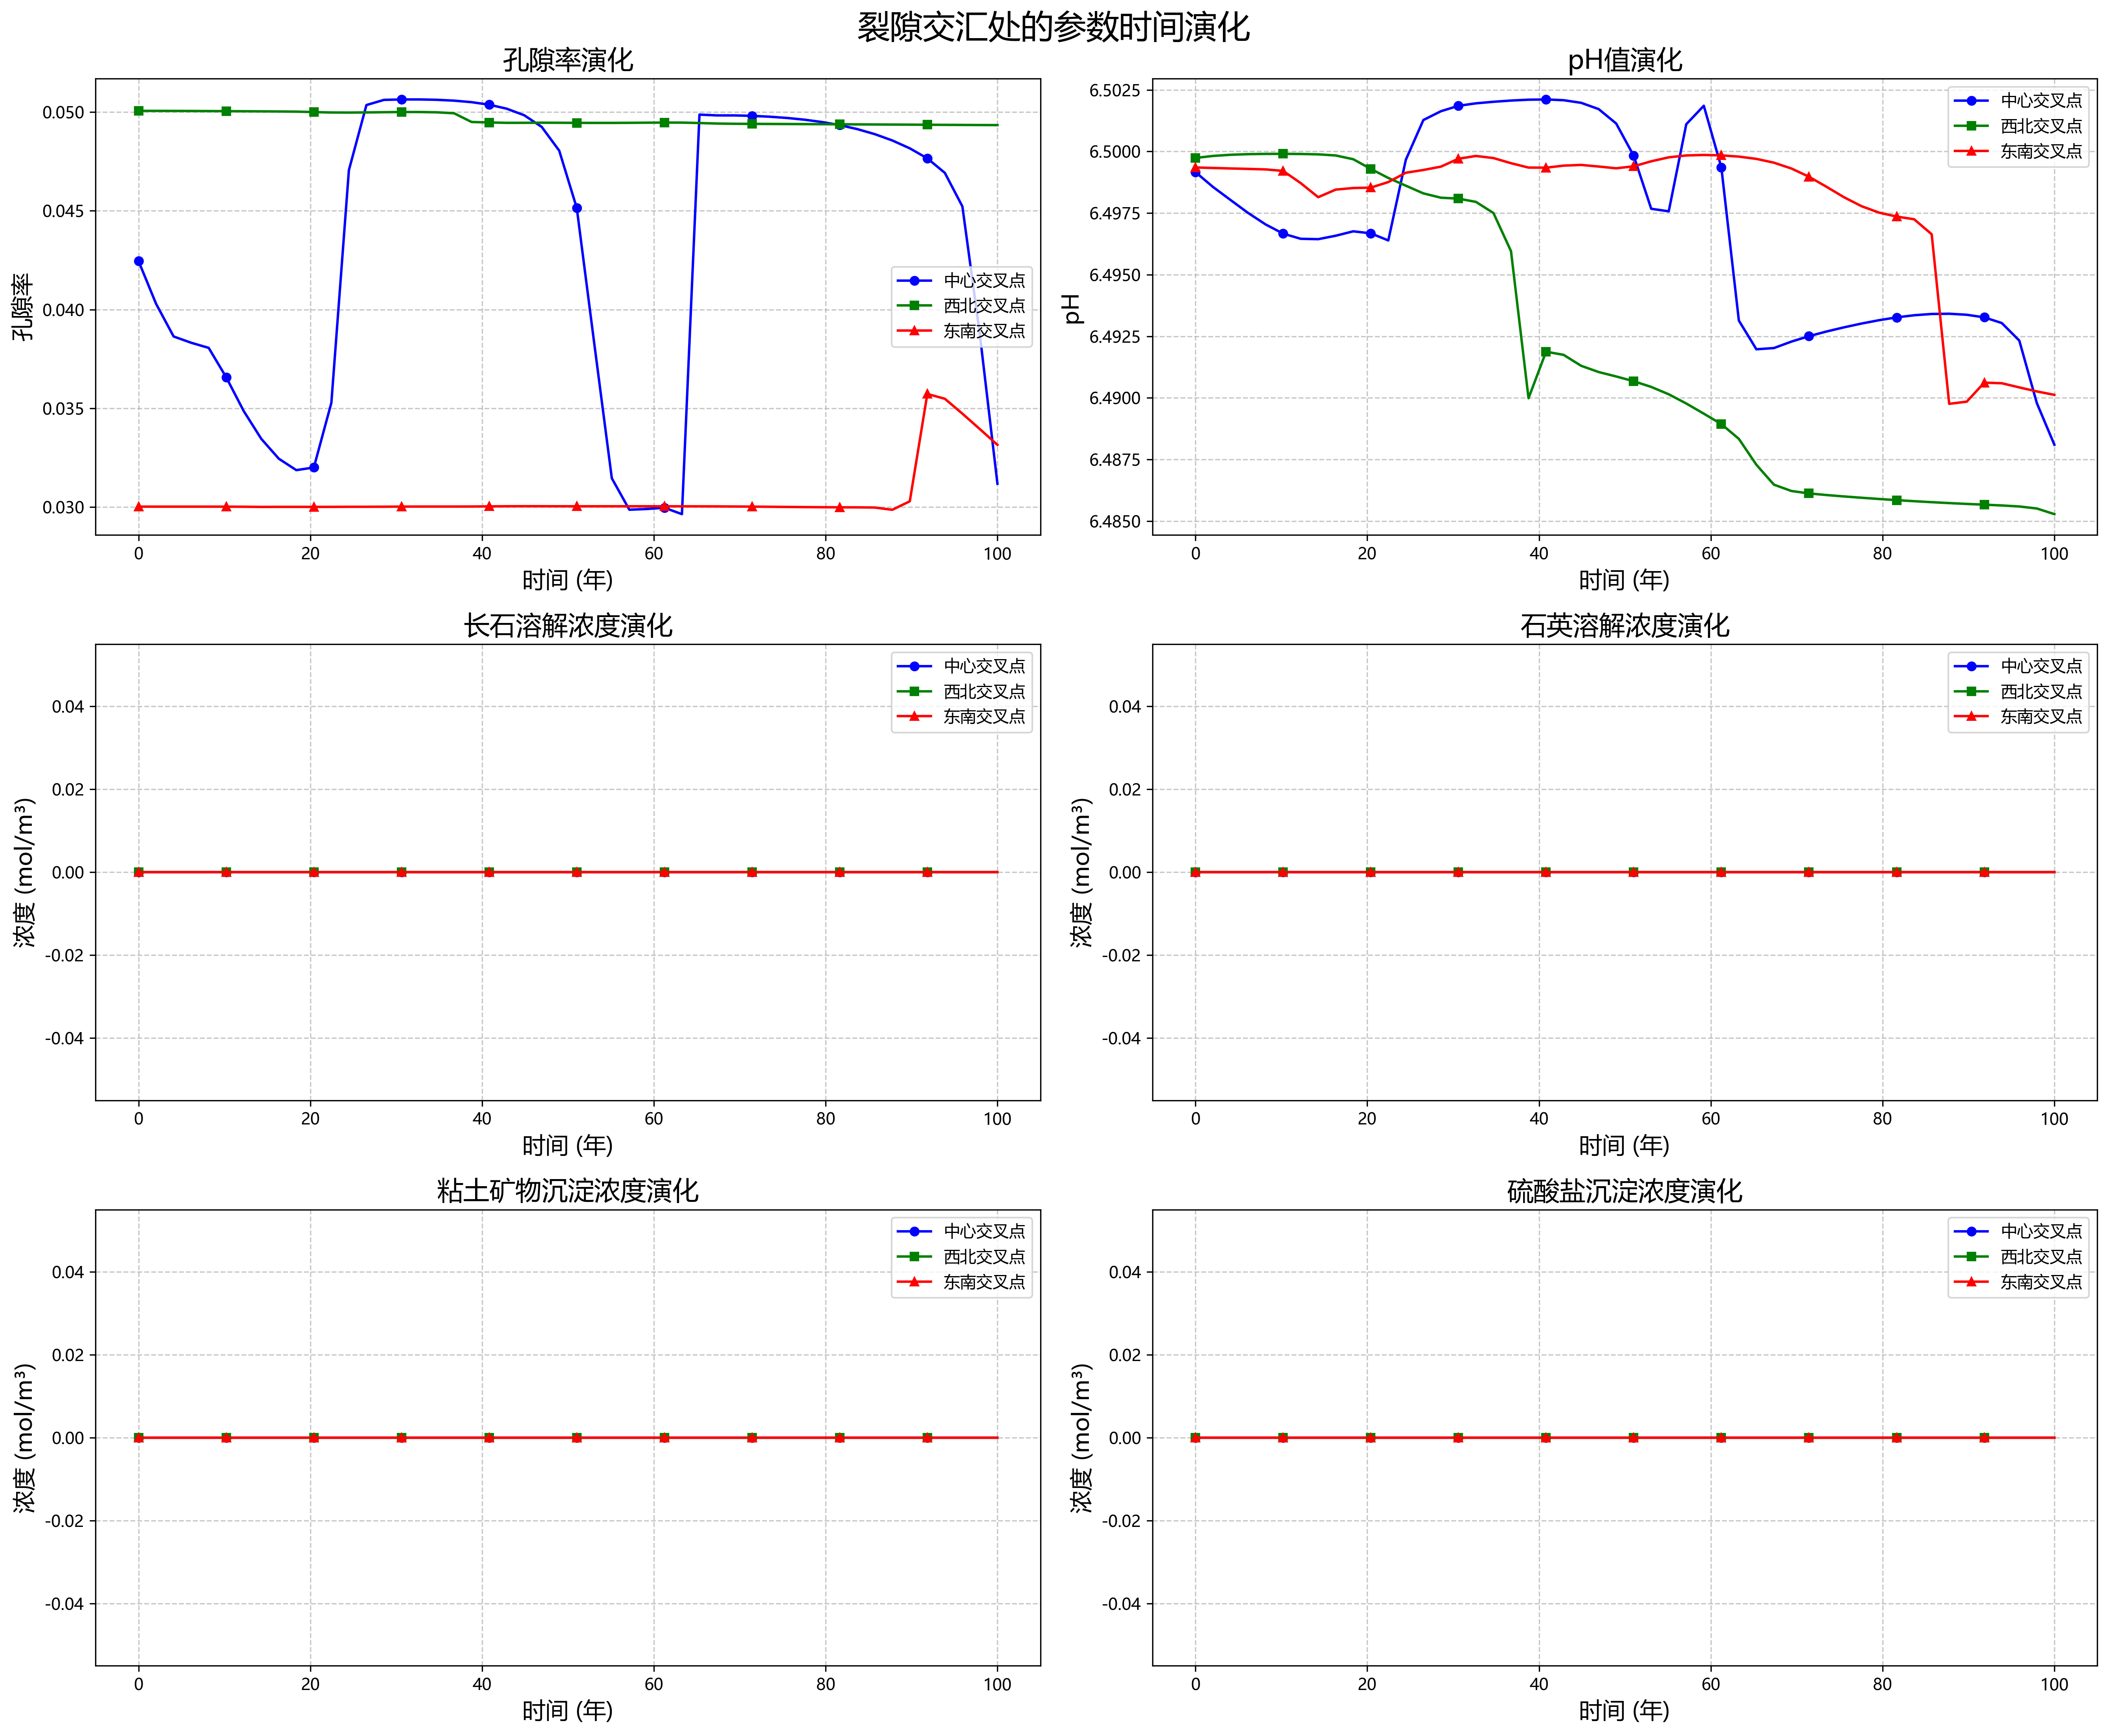 裂隙交汇处的参数时间演化
孔隙率演化
孔隙率
0.050
0.045
0.040
0.035
0.030
中心交叉点
西北交叉点
东南交叉点
0 20 40 60 80 100
时间 (年)
pH值演化
pH
6.5025
6.5000
6.4975
6.4950
6.4925
6.4900
6.4875
6.4850
中心交叉点
西北交叉点
东南交叉点
0 20 40 60 80 100
时间 (年)
长石溶解浓度演化
浓度 (mol/m³)
0.04
0.02
0.00
-0.02
-0.04
中心交叉点
西北交叉点
东南交叉点
0 20 40 60 80 100
时间 (年)
石英溶解浓度演化
浓度 (mol/m³)
0.04
0.02
0.00
-0.02
-0.04
中心交叉点
西北交叉点
东南交叉点
0 20 40 60 80 100
时间 (年)
粘土矿物沉淀浓度演化
浓度 (mol/m³)
0.04
0.02
0.00
-0.02
-0.04
中心交叉点
西北交叉点
东南交叉点
0 20 40 60 80 100
时间 (年)
硫酸盐沉淀浓度演化
浓度 (mol/m³)
0.04
0.02
0.00
-0.02
-0.04
中心交叉点
西北交叉点
东南交叉点
0 20 40 60 80 100
时间 (年)